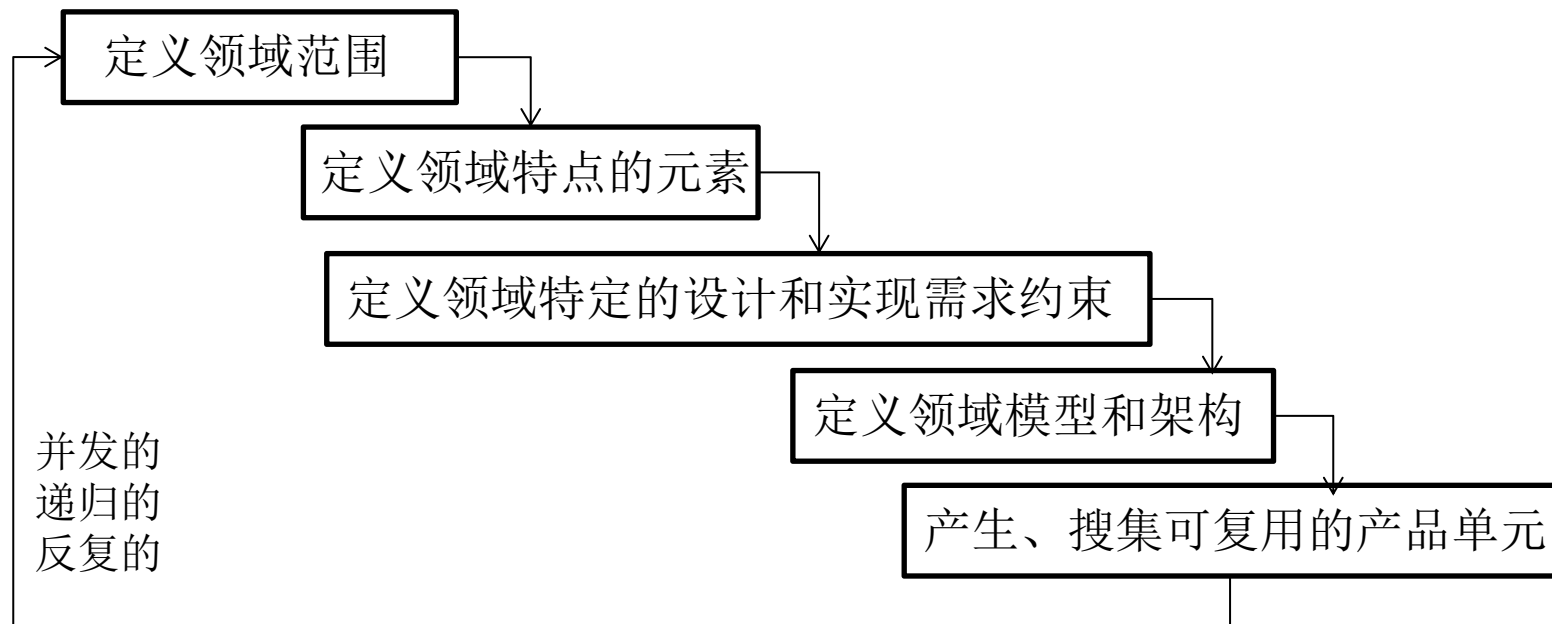 定义领域范围
定义领域特点的元素
定义领域特定的设计和实现需求约束
定义领域模型和架构
并发的
递归的
反复的
产生、搜集可复用的产品单元